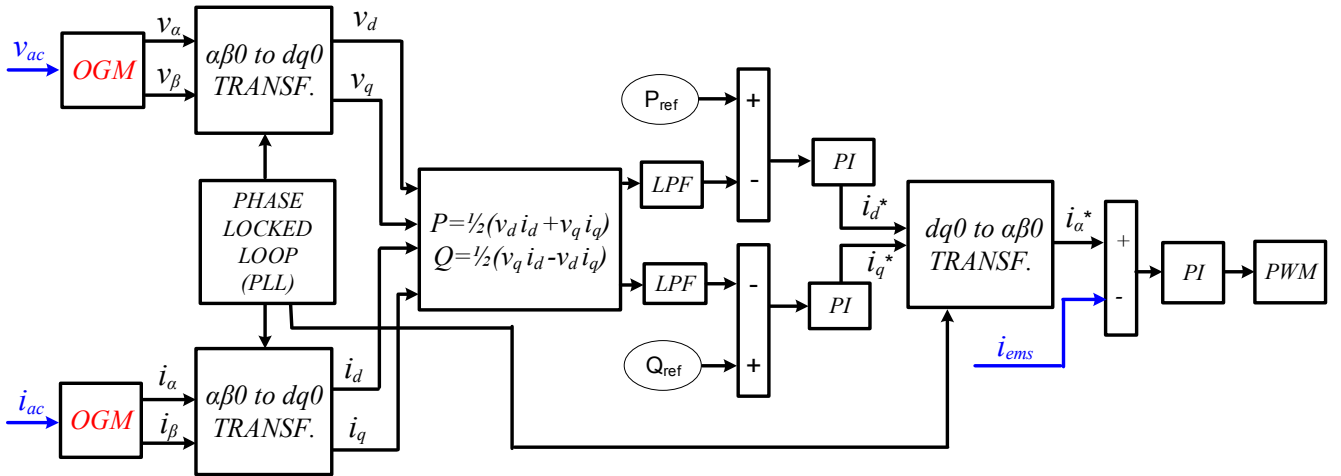 v_ac
OGM
v_α
v_β
αβ0 to dq0
TRANSF.
v_d
v_q
PHASE
LOCKED
LOOP
(PLL)
i_ac
OGM
i_α
i_β
αβ0 to dq0
TRANSF.
i_d
i_q
P=½(v_d i_d+v_q i_q)
Q=½(v_q i_d-v_d i_q)
LPF
LPF
P_ref
+
-
-
+
Q_ref
PI
i_d*
i_q*
PI
dq0 to αβ0
TRANSF.
i_α*
+
-
i_ems
PI
PWM